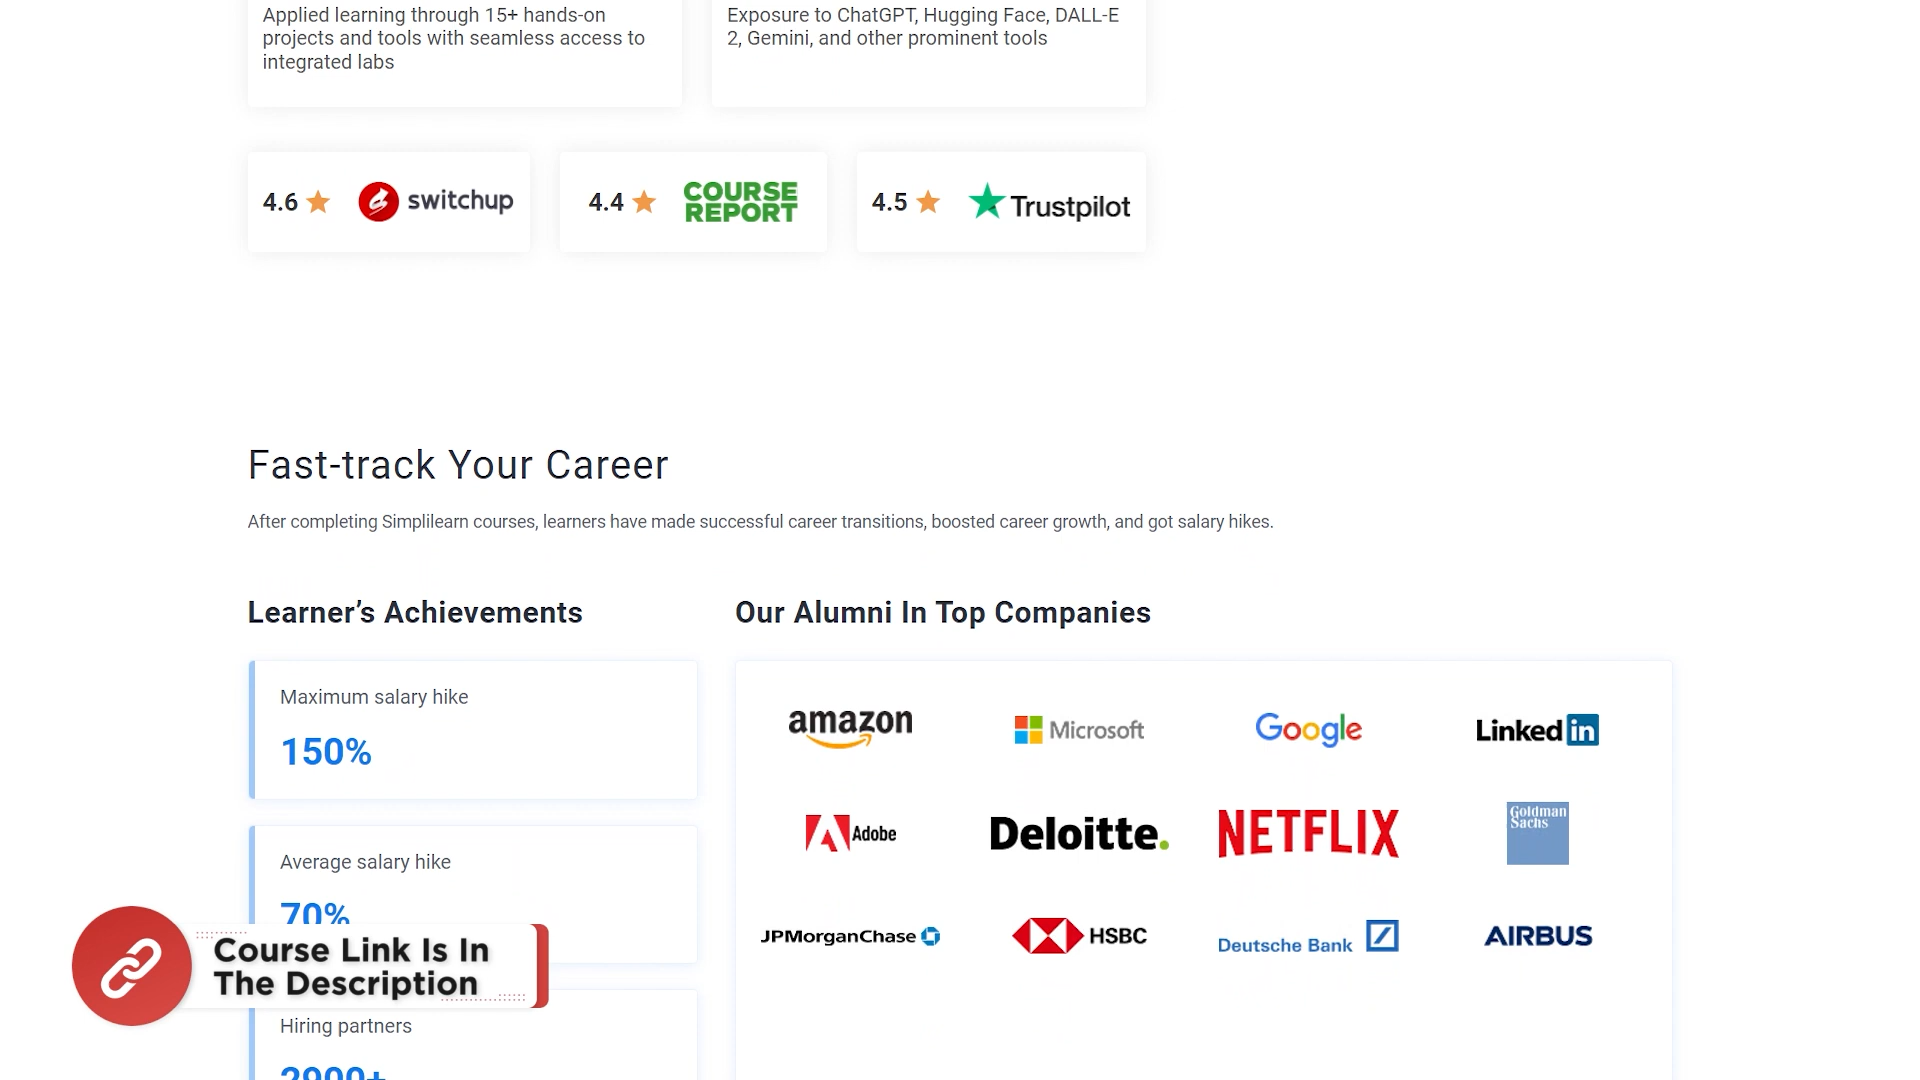 Applied learning through 15+ hands-on
projects and tools with seamless access to
integrated labs
Exposure to ChatGPT, Hugging Face, DALL-E
2, Gemini, and other prominent tools
4.6 switchup
4.4 COURSE
REPORT
4.5 Trustpilot
Fast-track Your Career
After completing Simplilearn courses, learners have made successful career transitions, boosted career growth, and got salary hikes.
Learner’s Achievements
Maximum salary hike
150%
Average salary hike
70%
Course Link Is In
The Description
Hiring partners
2900+
Our Alumni In Top Companies
amazon Microsoft Google Linked in
Adobe Deloitte. NETFLIX Goldman
Sachs
JPMorganChase HSBC Deutsche Bank AIRBUS